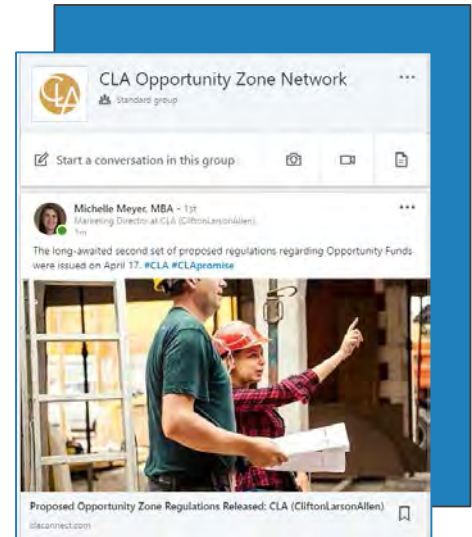 CLA
CLA Opportunity Zone Network
Standard group
Start a conversation in this group
Michelle Meyer, MBA • 1st
Marketing Director at CLA (CliftonLarsonAllen)
1m
The long-awaited second set of proposed regulations regarding Opportunity Funds
were issued on April 17. #CLA #CLApromise
Proposed Opportunity Zone Regulations Released: CLA (CliftonLarsonAllen)
claconnect.com